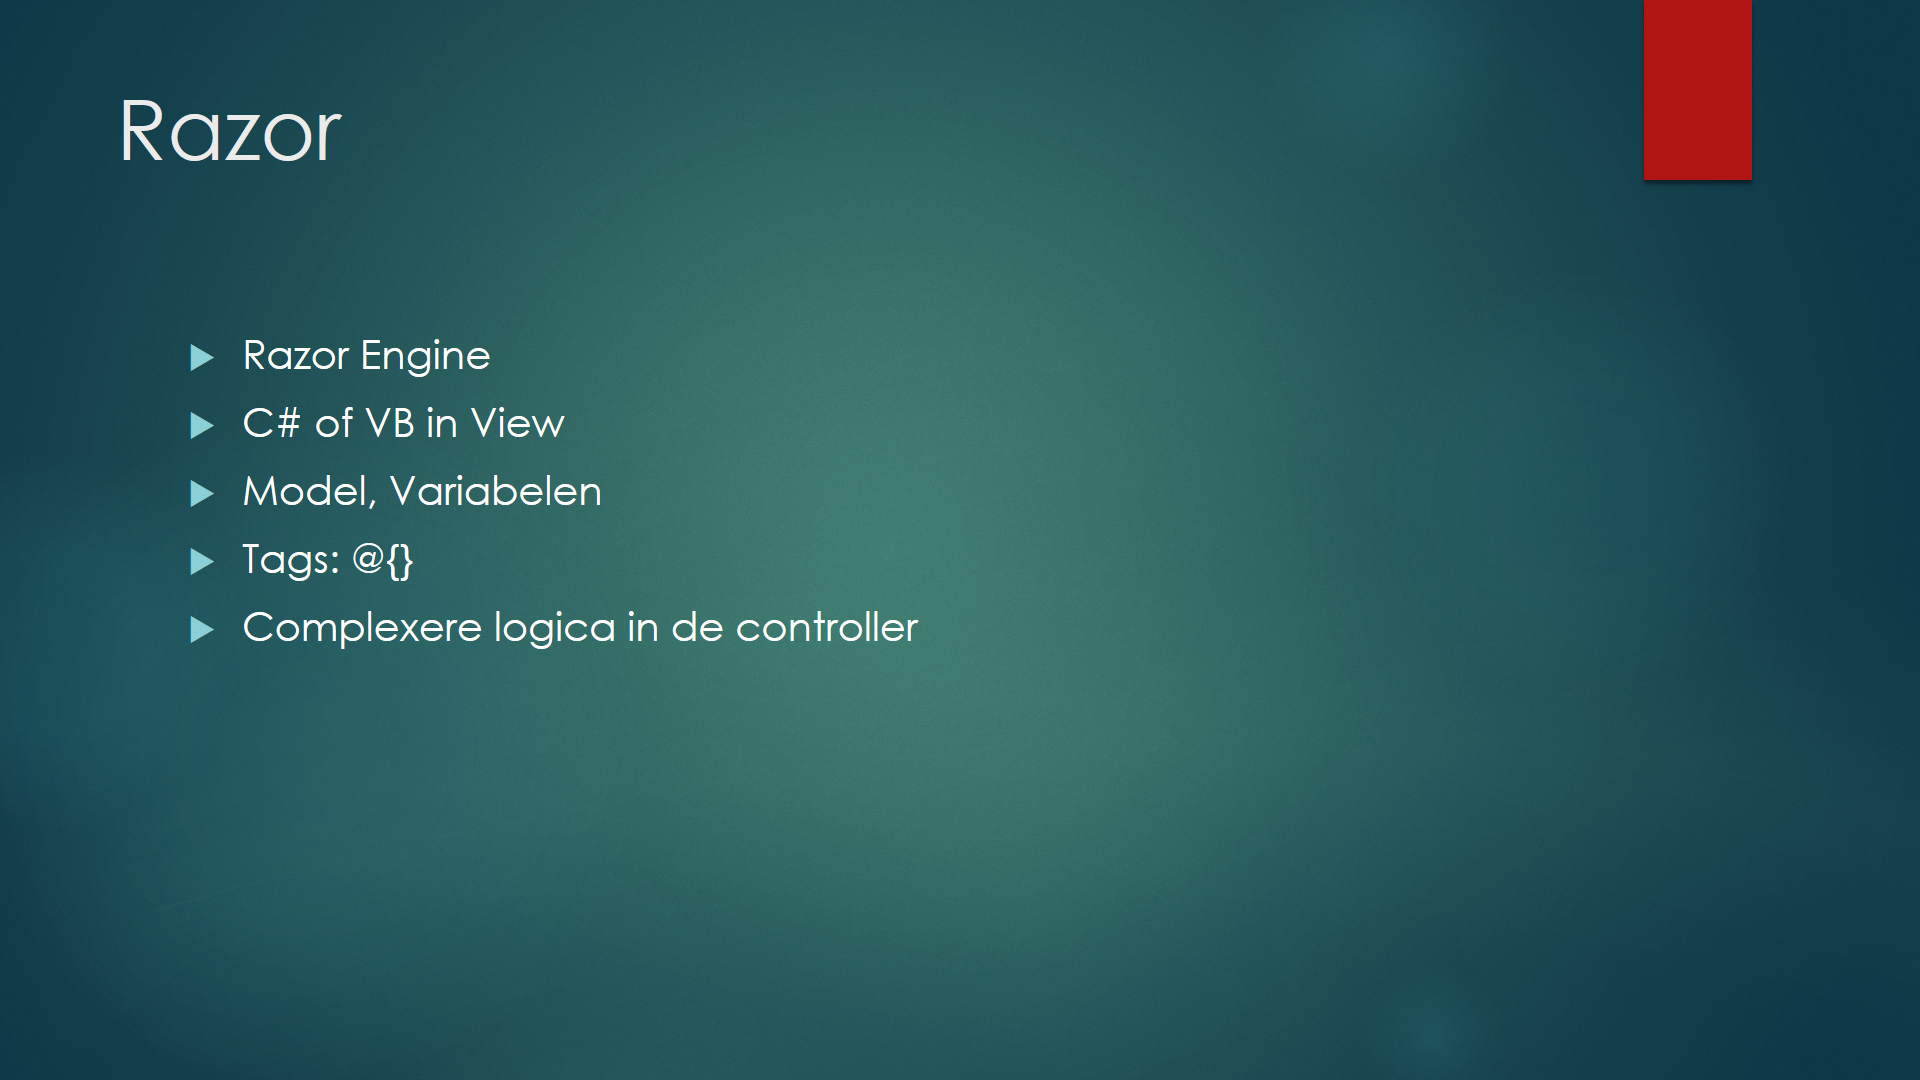 Razor
Razor Engine
C# of VB in View
Model, Variabelen
Tags: @{}
Complexere logica in de controller